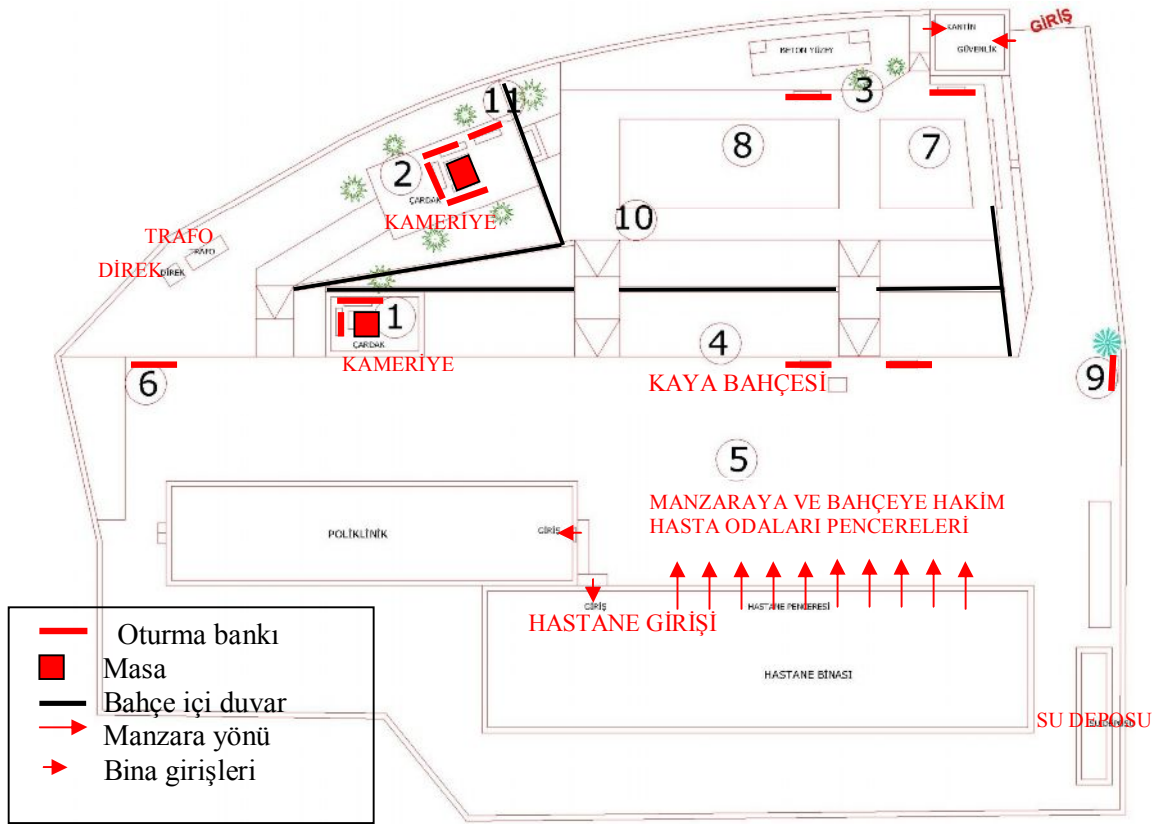 KANTİN
GİRİŞ
GÜVENLİK
BETON YÜZEY
11
3
8
7
2
ÇARDAK
KAMERİYE
10
TRAFO
TRAFO
DİREK
DİREK
1
ÇARDAK
KAMERİYE
4
6
KAYA BAHÇESİ
9
5
MANZARAYA VE BAHÇEYE HAKİM
HASTA ODALARI PENCERELERİ
POLİKLİNİK
GİRİŞ
GİRİŞ
HASTANE PENCERESİ
HASTANE GİRİŞİ
HASTANE BİNASI
SU DEPOSU
SU DEPOSU
Oturma bankı
Masa
Bahçe içi duvar
Manzara yönü
Bina girişleri